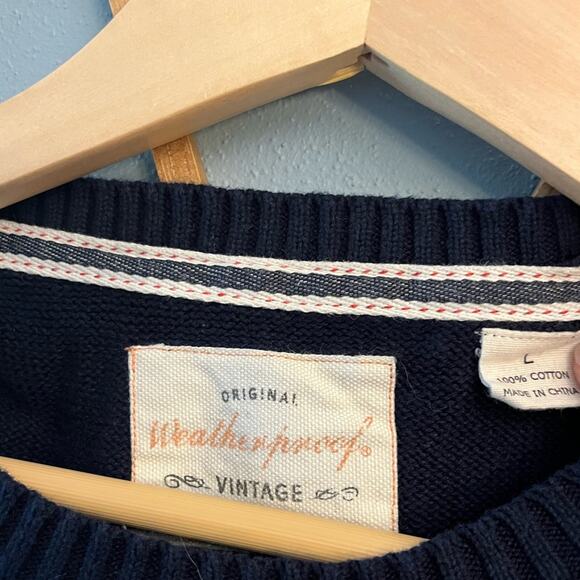 ORIGINAL
Weatherproof®
VINTAGE
L
100% COTTON
MADE IN CHINA